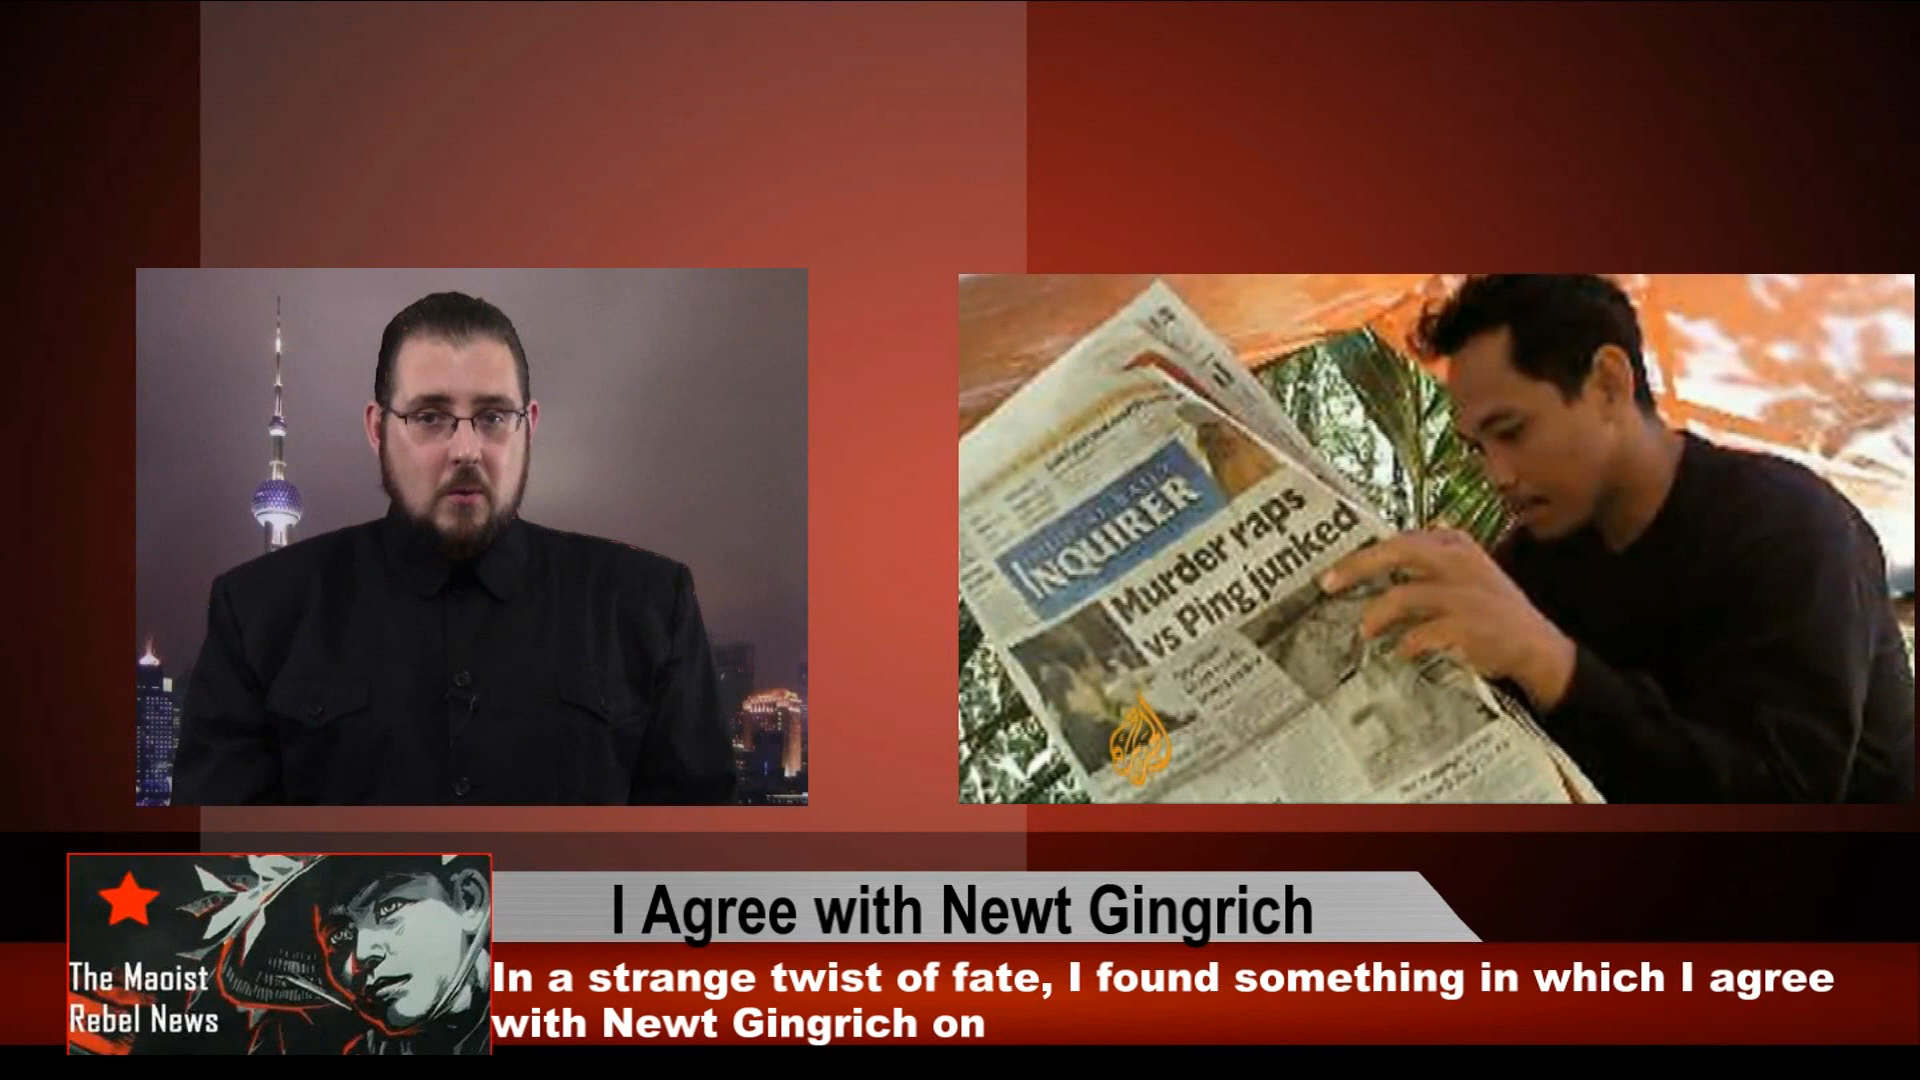 INQUIRER
Murder raps
vs Ping junked
I Agree with Newt Gingrich
The Maoist
Rebel News
In a strange twist of fate, I found something in which I agree
with Newt Gingrich on